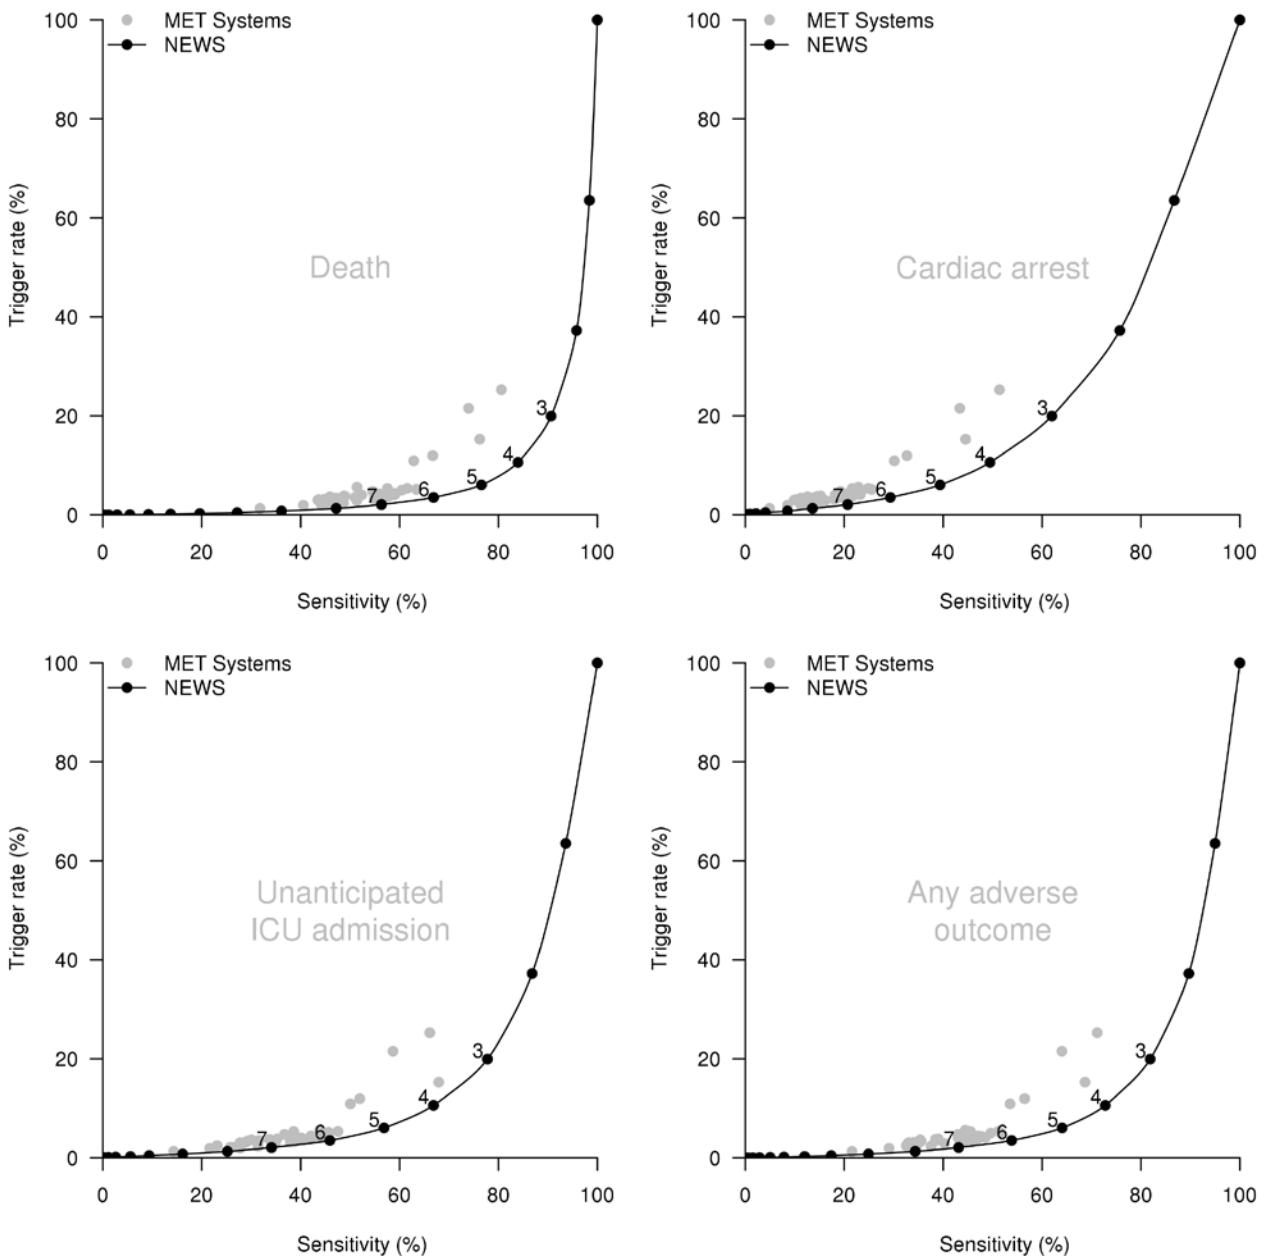 MET Systems
NEWS
100
80
60
40
20
0
Trigger rate (%)
Death
3
4
5
6
7
0 20 40 60 80 100
Sensitivity (%)
MET Systems
NEWS
100
80
60
40
20
0
Trigger rate (%)
Cardiac arrest
3
4
5
6
7
0 20 40 60 80 100
Sensitivity (%)
MET Systems
NEWS
100
80
60
40
20
0
Trigger rate (%)
Unanticipated
ICU admission
3
4
5
6
7
0 20 40 60 80 100
Sensitivity (%)
MET Systems
NEWS
100
80
60
40
20
0
Trigger rate (%)
Any adverse
outcome
3
4
5
6
7
0 20 40 60 80 100
Sensitivity (%)